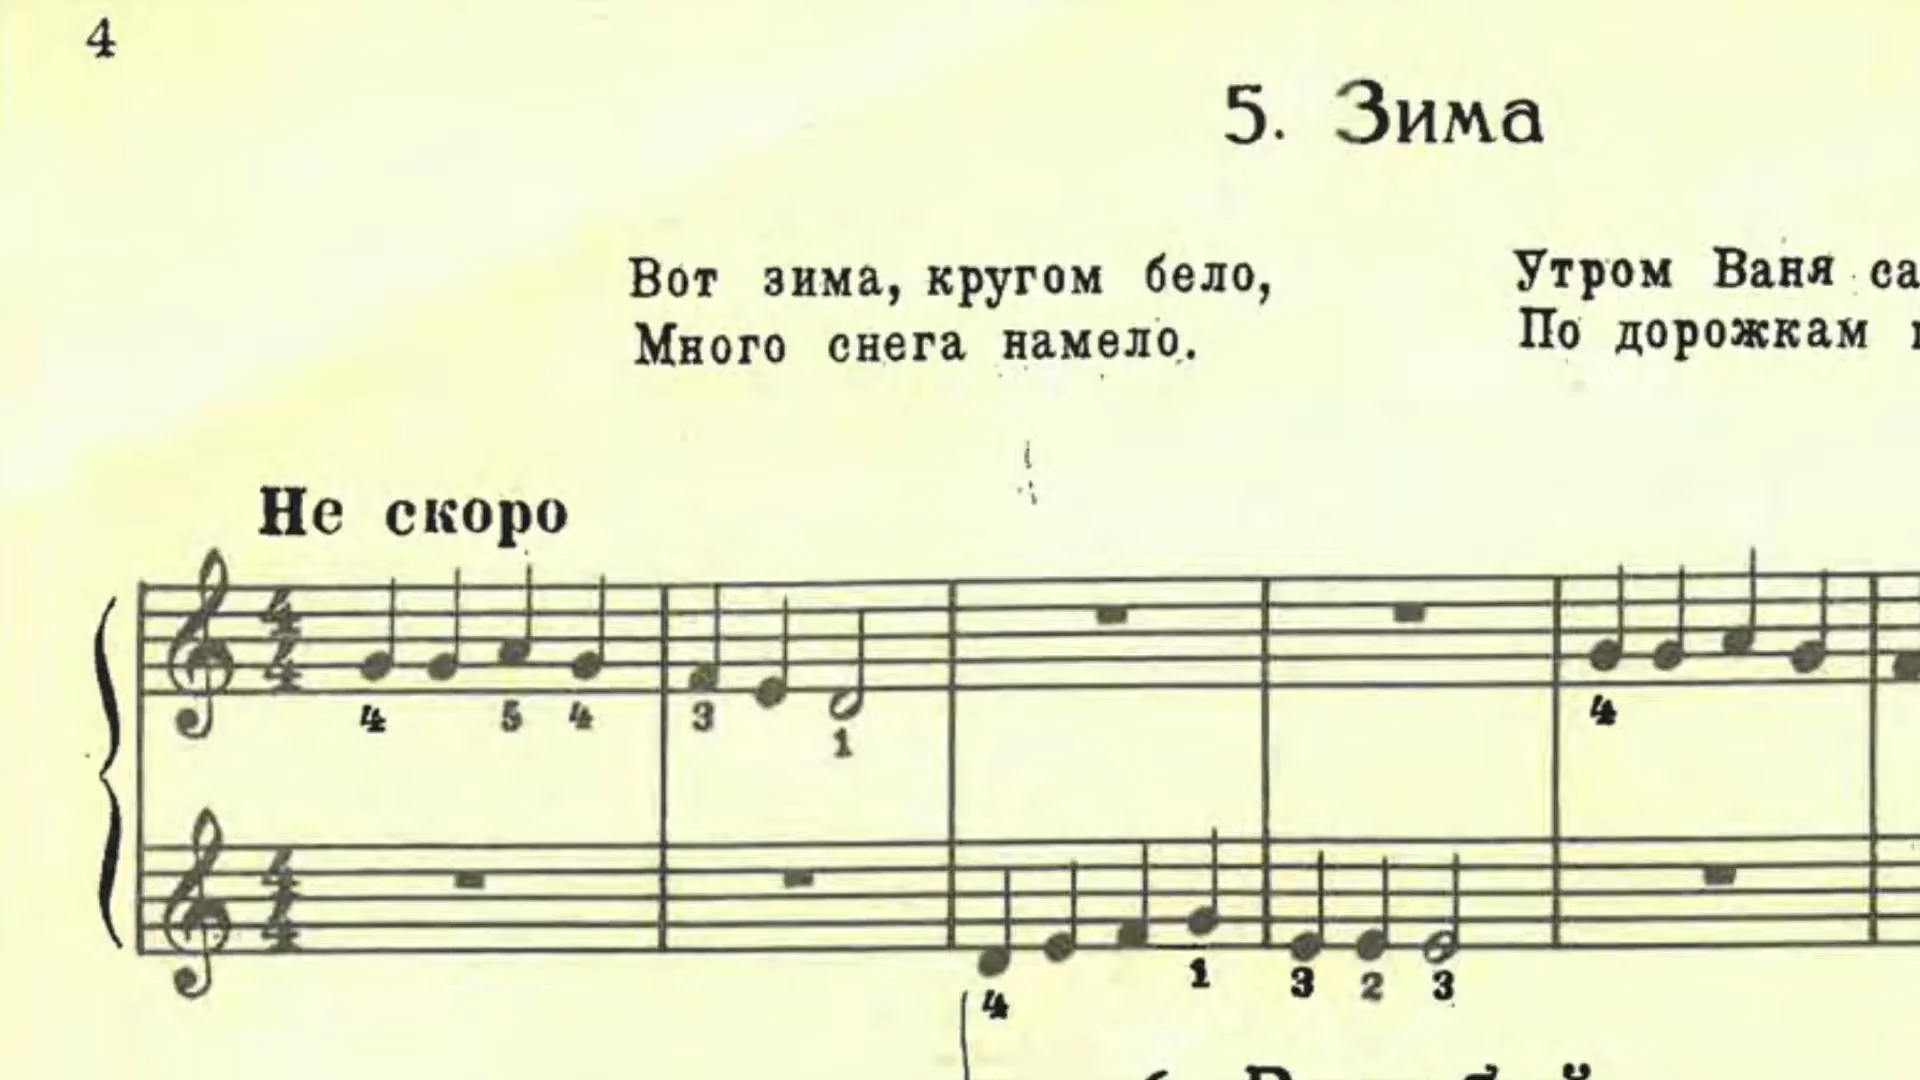 4
5. Зима
Вот зима, кругом бело,
Много снега намело.
Утром Ваня
По дорожкам
Не скоро
4 5 4 3 1 4
4 1 3 2 3